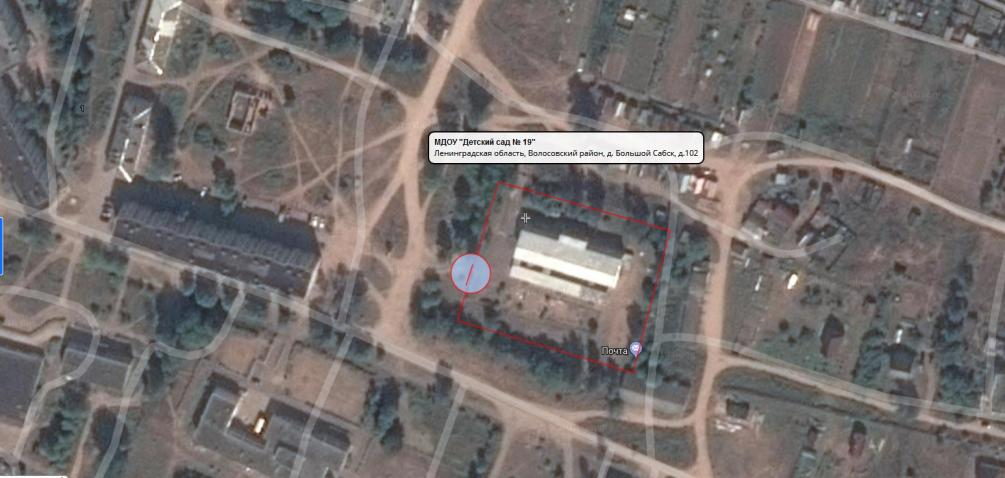 МДОУ "Детский сад № 19"
Ленинградская область, Волосовский район, д. Большой Сабск, д.102
Почта